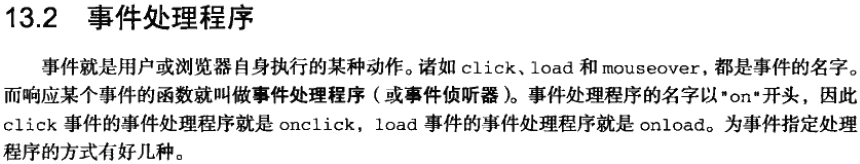 13.2 事件处理程序
事件就是用户或浏览器自身执行的某种动作。诸如 click、load 和 mouseover，都是事件的名字。
而响应某个事件的函数就叫做事件处理程序（或事件侦听器）。事件处理程序的名字以"on"开头，因此
click 事件的事件处理程序就是 onclick，load 事件的事件处理程序就是 onload。为事件指定处理
程序的方式有好几种。